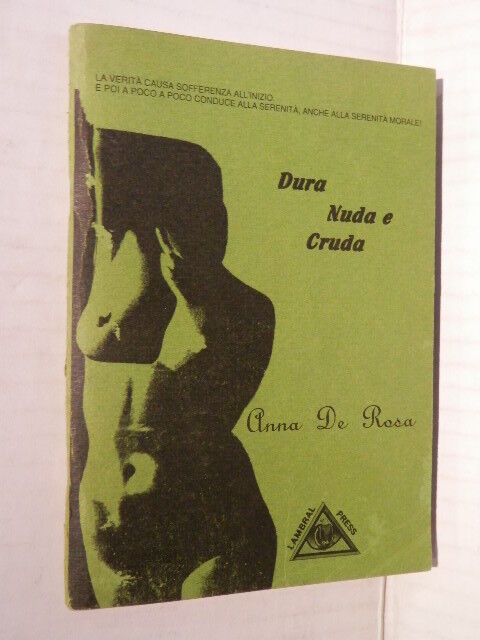 LA VERITÀ CAUSA SOFFERENZA ALL'INIZIO.
E POI A POCO A POCO CONDUCE ALLA SERENITÀ, ANCHE ALLA SERENITÀ MORALE!
Dura
Nuda e
Cruda
Anna De Rosa
LAMBRAL PRESS